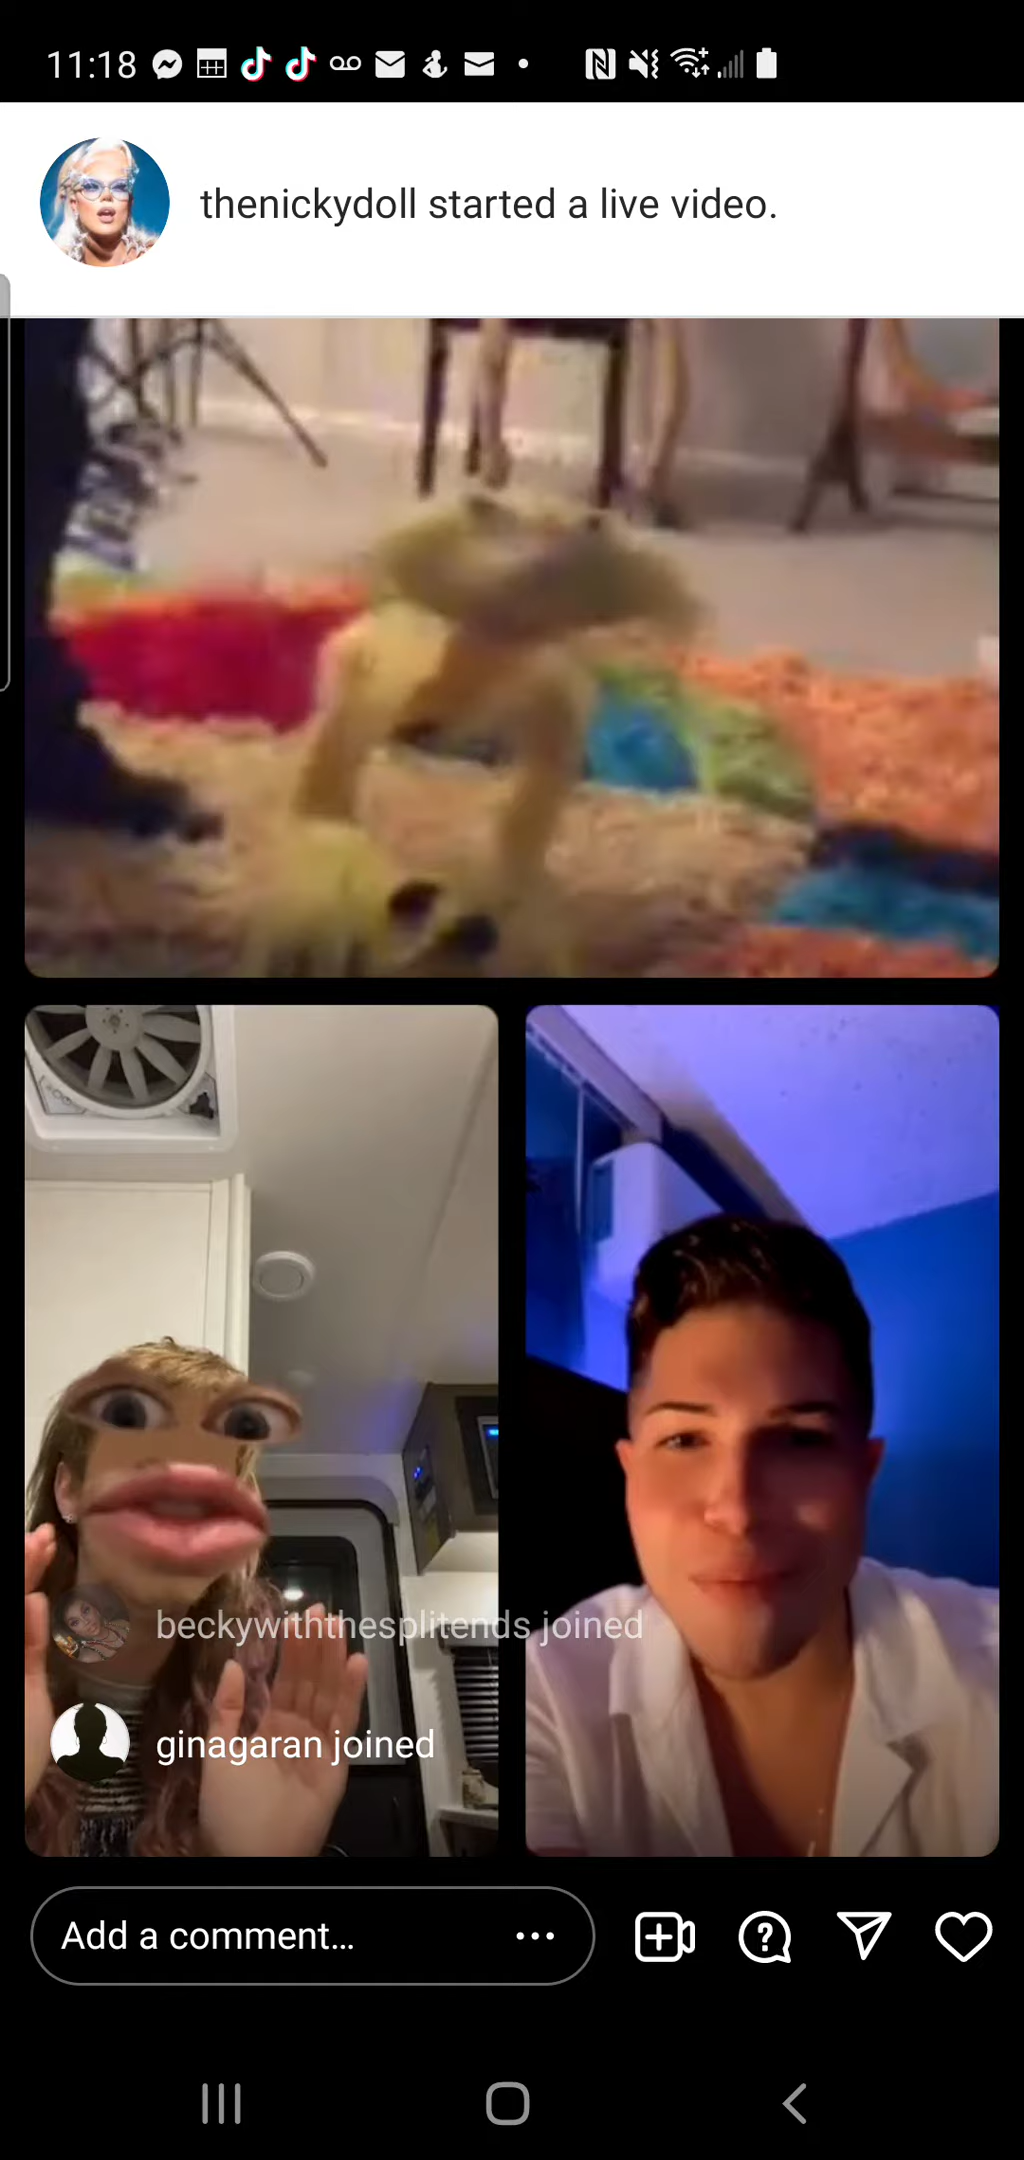 11:18
thenickydoll started a live video.
beckywiththesplitends joined
ginagaran joined
Add a comment...